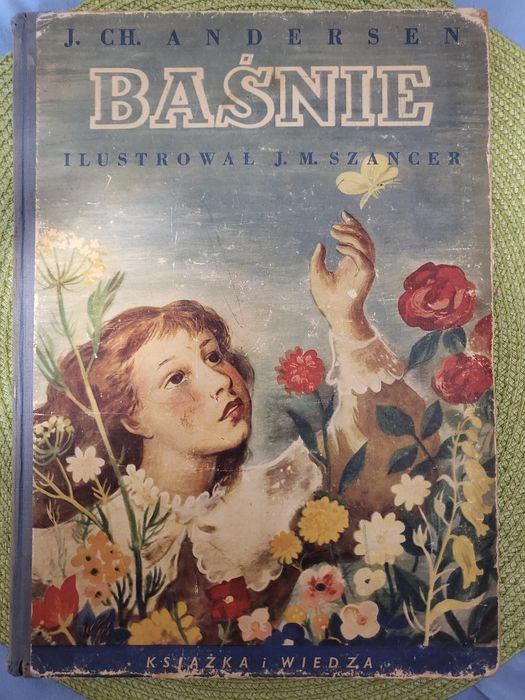 J. CH. ANDERSEN
BAŚNIE
ILUSTROWAŁ J. M. SZANCER
KSIĄŻKA i WIEDZA